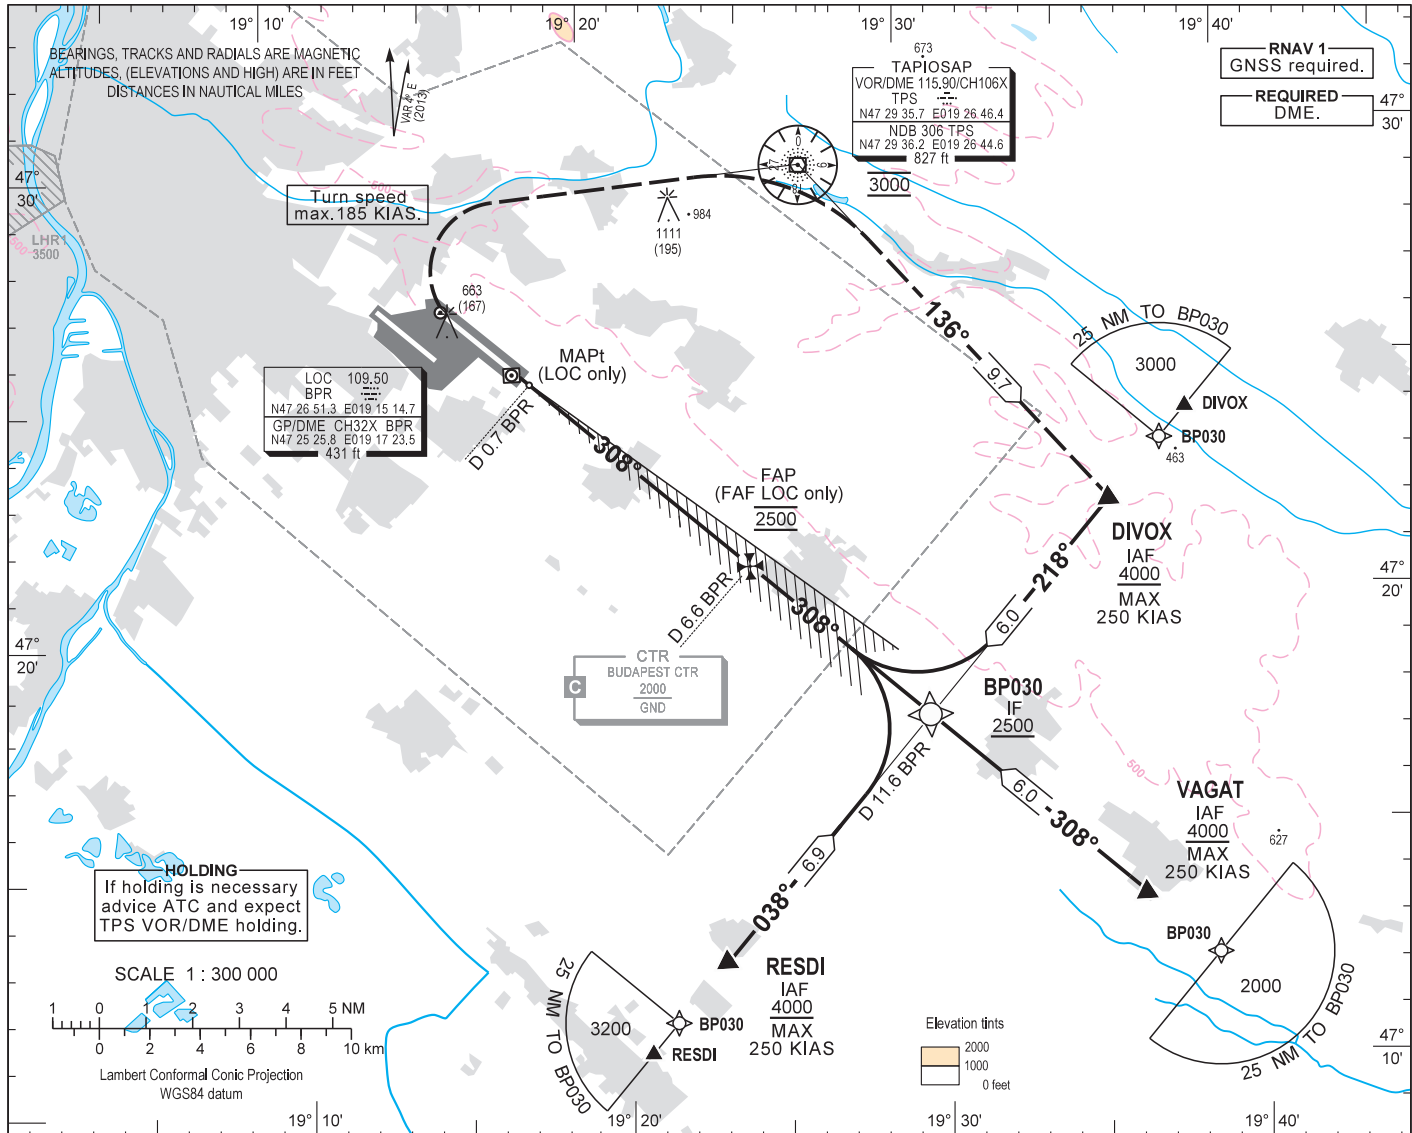 19° 10'
19° 20'
19° 30'
19° 40'
BEARINGS, TRACKS AND RADIALS ARE MAGNETIC
ALTITUDES, (ELEVATIONS AND HIGH) ARE IN FEET
DISTANCES IN NAUTICAL MILES
VAR 4° E
(2013)
673
TAPIOSAP
VOR/DME 115.90/CH106X
TPS
N47 29 35.7 E019 26 46.4
NDB 306 TPS
N47 29 36.2 E019 26 44.6
827 ft
3000
RNAV 1
GNSS required.
REQUIRED
DME.
47°
30'
47°
30'
LHR1
3500
500
500
500
Turn speed
max.185 KIAS.
0
9
18
27
984
1111
(195)
663
(167)
136°
9.7
25 NM TO BP030
3000
DIVOX
BP030
463
LOC 109.50
BPR
N47 26 51.3 E019 15 14.7
GP/DME CH32X BPR
N47 25 25.8 E019 17 23.5
431 ft
MAPt
(LOC only)
D 0.7 BPR
308°
FAP
(FAF LOC only)
2500
DIVOX
IAF
4000
MAX
250 KIAS
218°
6.0
D 6.6 BPR
308°
47°
20'
47°
20'
CTR
BUDAPEST CTR
C
2000
GND
BP030
IF
2500
D 11.6 BPR
6.0
308°
500
VAGAT
IAF
4000
MAX
250 KIAS
627
6.9
038°
HOLDING
If holding is necessary
advice ATC and expect
TPS VOR/DME holding.
RESDI
IAF
4000
MAX
250 KIAS
BP030
2000
25 NM TO BP030
SCALE 1 : 300 000
1 0 1 2 3 4 5 NM
0 2 4 6 8 10 km
Lambert Conformal Conic Projection
WGS84 datum
25 NM TO BP030
3200
BP030
RESDI
Elevation tints
2000
1000
0 feet
47°
10'
19° 10'
19° 20'
19° 30'
19° 40'